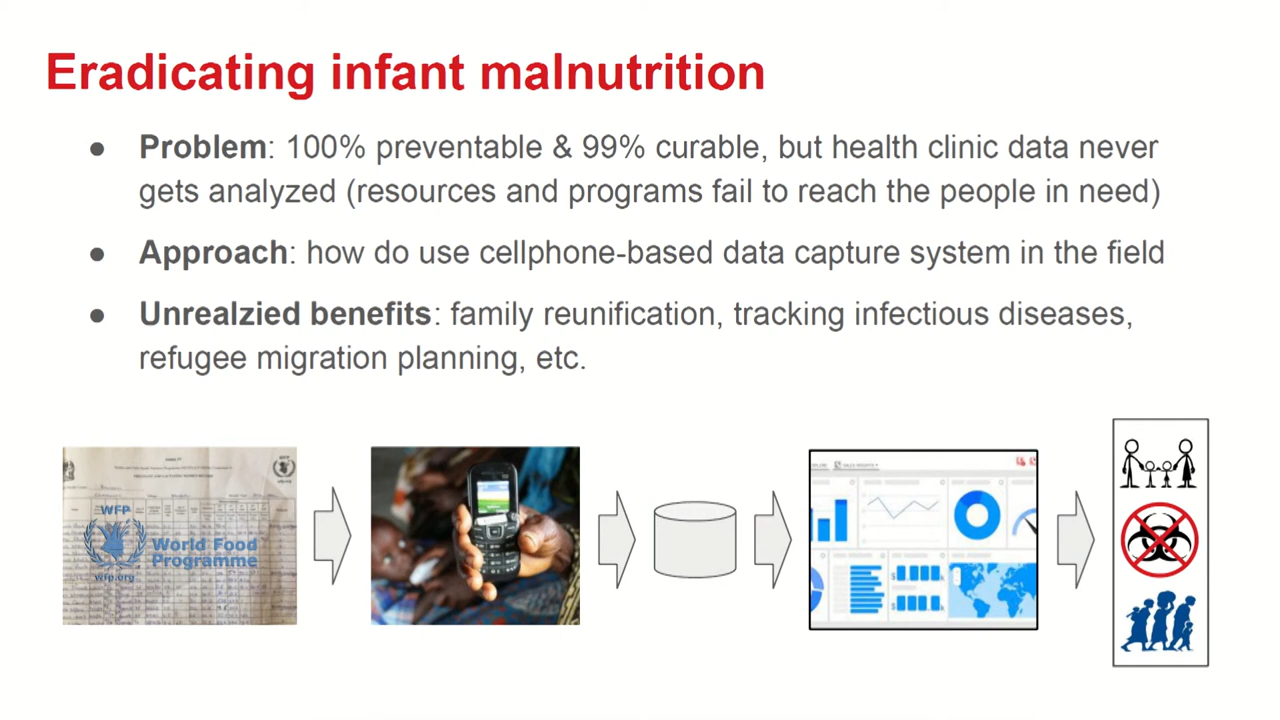 Eradicating infant malnutrition
● Problem: 100% preventable & 99% curable, but health clinic data never
gets analyzed (resources and programs fail to reach the people in need)
● Approach: how do use cellphone-based data capture system in the field
● Unrealzied benefits: family reunification, tracking infectious diseases,
refugee migration planning, etc.
WFP
WFP
World Food
Programme
wfp.org